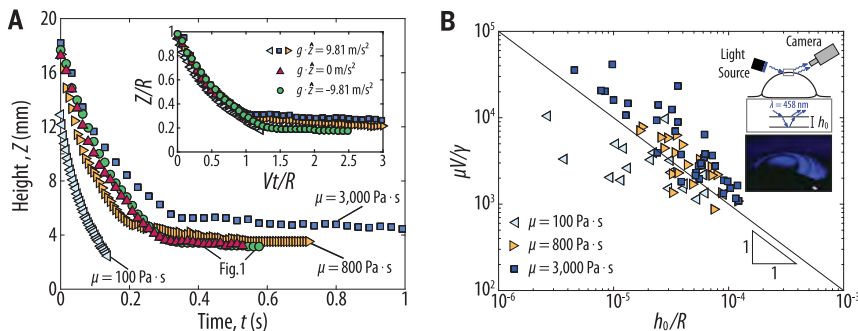 A
20
16
12
8
4
0
Height, Z (mm)
0
0.2
0.4
0.6
0.8
1
Time, t (s)
μ = 3,000 Pa·s
μ = 800 Pa·s
μ = 100 Pa·s
Fig.1
1
0.8
0.6
0.4
0.2
0
Z/R
0
0.5
1.0
1.5
2.0
2.5
3.0
Vt/R
g·ẑ = 9.81 m/s²
g·ẑ = 0 m/s²
g·ẑ = -9.81 m/s²
B
10⁵
10⁴
10³
10²
μV/γ
10⁻⁶
10⁻⁵
10⁻⁴
10⁻³
h₀/R
μ = 100 Pa·s
μ = 800 Pa·s
μ = 3,000 Pa·s
1
1
Camera
Light
Source
λ = 458 nm
h₀